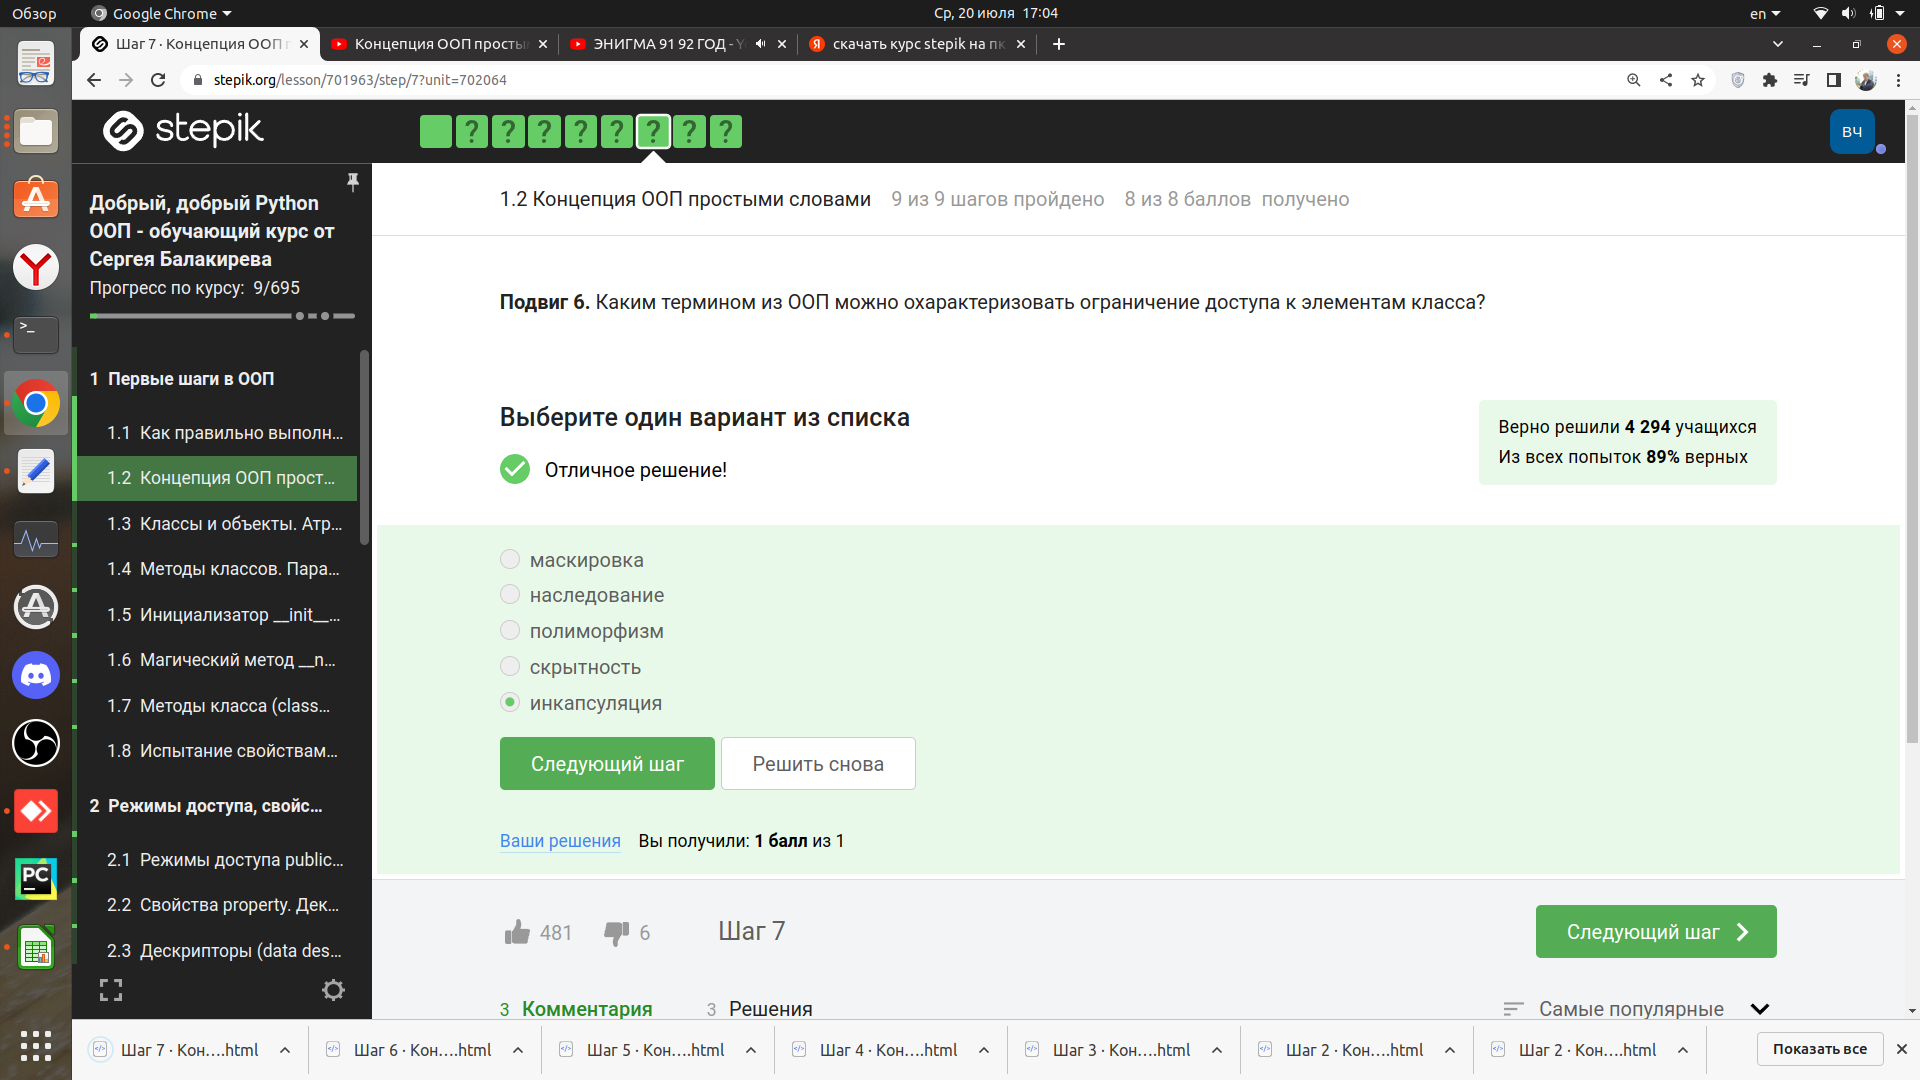 Обзор
Google Chrome
Ср, 20 июля 17:04
en
Шаг 7 · Концепция ООП п
Концепция ООП просты
ЭНИГМА 91 92 ГОД - Y
скачать курс stepik на пк
stepik.org/lesson/701963/step/7?unit=702064
stepik
? ? ? ? ? ? ? ?
ВЧ
Добрый, добрый Python
ООП - обучающий курс от
Сергея Балакирева
Прогресс по курсу: 9/695
1 Первые шаги в ООП
1.1 Как правильно выполн...
1.2 Концепция ООП прост...
1.3 Классы и объекты. Атр...
1.4 Методы классов. Пара...
1.5 Инициализатор __init__...
1.6 Магический метод __n...
1.7 Методы класса (class...
1.8 Испытание свойствам...
2 Режимы доступа, свойс...
2.1 Режимы доступа public...
2.2 Свойства property. Дек...
2.3 Дескрипторы (data des...
1.2 Концепция ООП простыми словами 9 из 9 шагов пройдено 8 из 8 баллов получено
Подвиг 6. Каким термином из ООП можно охарактеризовать ограничение доступа к элементам класса?
Выберите один вариант из списка
Отличное решение!
Верно решили 4 294 учащихся
Из всех попыток 89% верных
маскировка
наследование
полиморфизм
скрытность
инкапсуляция
Следующий шаг
Решить снова
Ваши решения Вы получили: 1 балл из 1
481
6
Шаг 7
Следующий шаг
3 Комментария
3 Решения
Самые популярные
Шаг 7 · Кон....html
Шаг 6 · Кон....html
Шаг 5 · Кон....html
Шаг 4 · Кон....html
Шаг 3 · Кон....html
Шаг 2 · Кон....html
Шаг 2 · Кон....html
Показать все
>_
PC